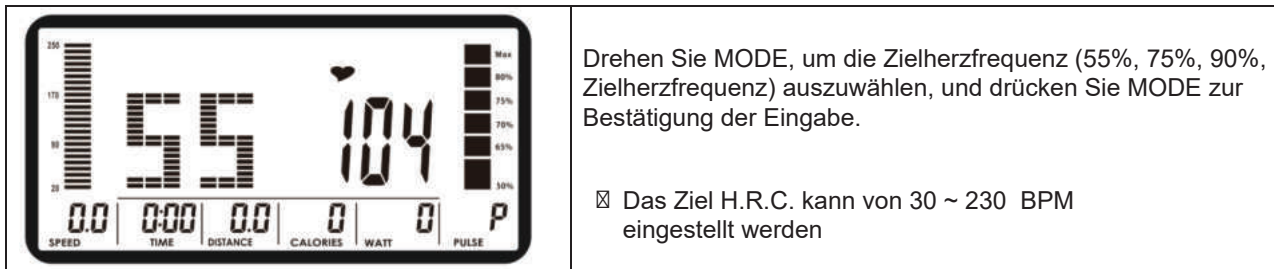 250
170
90
20
55
104
Max
80%
75%
70%
65%
50%
0.0 0:00 0.0 0 0 P
SPEED TIME DISTANCE CALORIES WATT PULSE
Drehen Sie MODE, um die Zielherzfrequenz (55%, 75%, 90%,
Zielherzfrequenz) auszuwählen, und drücken Sie MODE zur
Bestätigung der Eingabe.
Das Ziel H.R.C. kann von 30 ~ 230 BPM
eingestellt werden